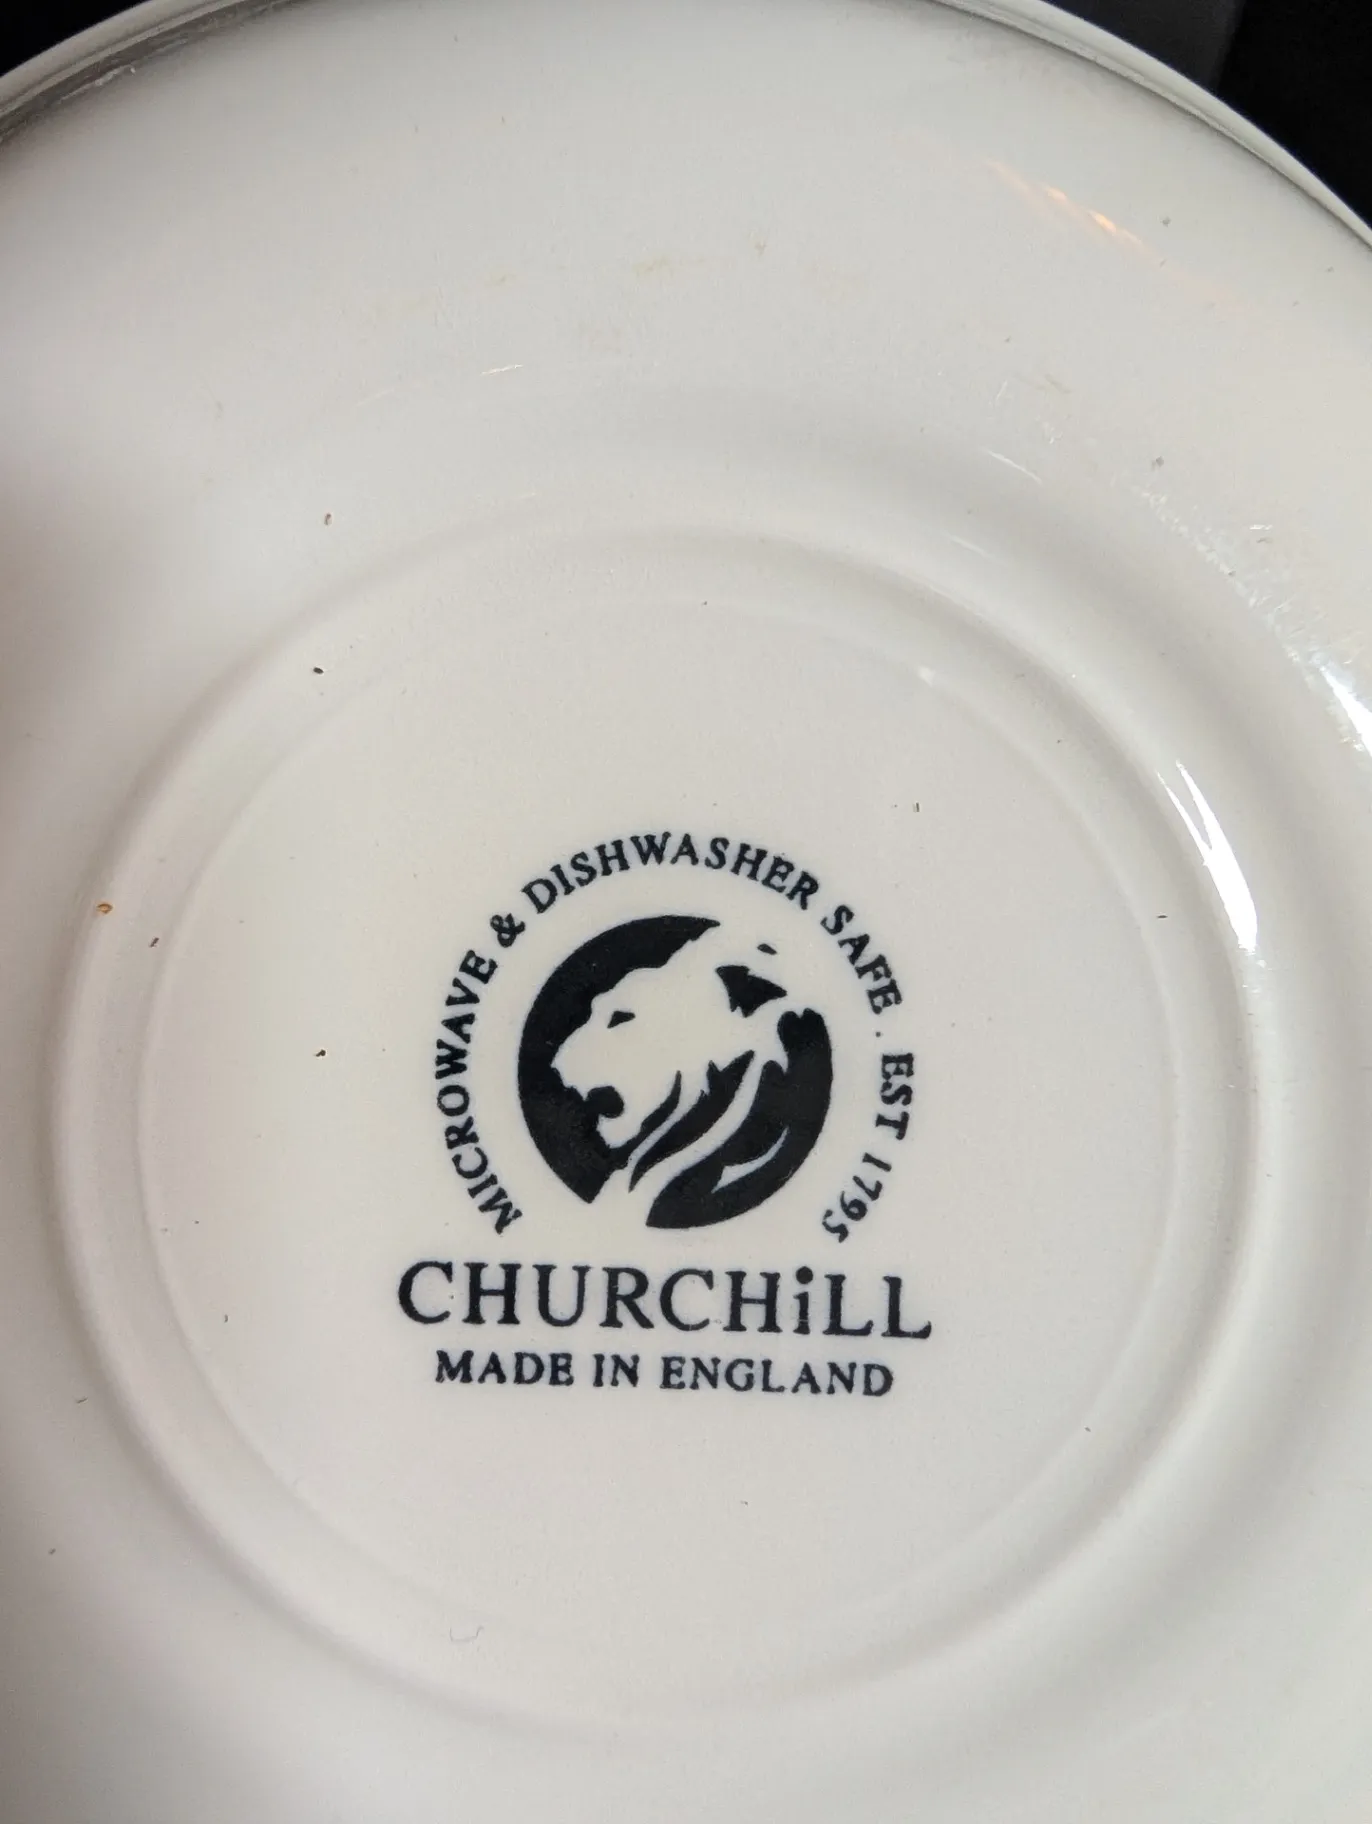 MICROWAVE & DISHWASHER SAFE . EST 1795
CHURCHiLL
MADE IN ENGLAND